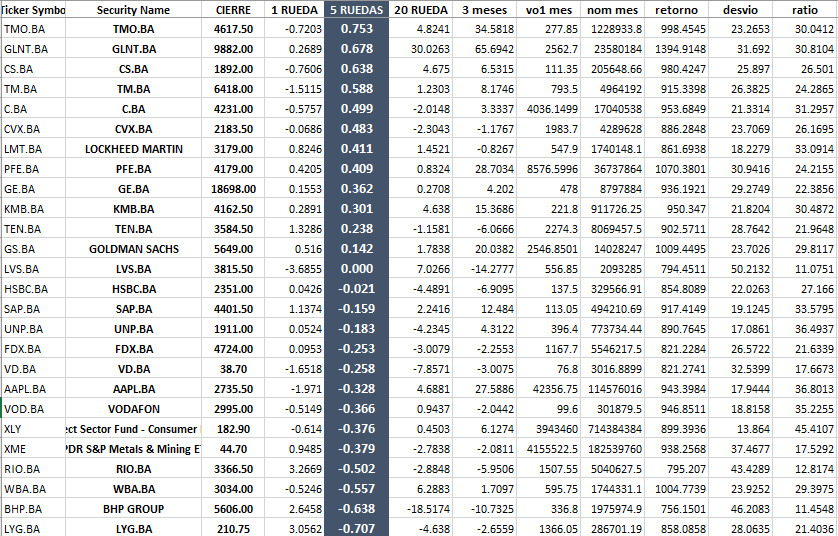 Ticker Symbo Security Name CIERRE 1 RUEDA 5 RUEDAS 20 RUEDA 3 meses vo1 mes nom mes retorno desvio ratio
TMO.BA TMO.BA 4617.50 -0.7203 0.753 4.8241 34.5818 277.85 1228933.8 998.4545 23.2653 30.0412
GLNT.BA GLNT.BA 9882.00 0.2689 0.678 30.0263 65.6942 2562.7 23580184 1394.9148 31.692 30.8104
CS.BA CS.BA 1892.00 -0.7606 0.638 4.675 6.5315 111.35 205648.66 980.4247 25.897 26.501
TM.BA TM.BA 6418.00 -1.5115 0.588 1.2303 8.1746 793.5 4964192 915.3398 26.3825 24.2865
C.BA C.BA 4231.00 -0.5757 0.499 -2.0148 3.3337 4036.1499 17040538 953.6849 21.3314 31.2957
CVX.BA CVX.BA 2183.50 -0.0686 0.483 -2.3043 -1.1767 1983.7 4289628 886.2848 23.7069 26.1695
LMT.BA LOCKHEED MARTIN 3179.00 0.8246 0.411 1.4521 -0.8267 547.9 1740148.1 861.6938 18.2279 33.0914
PFE.BA PFE.BA 4179.00 0.4205 0.409 0.8324 28.7034 8576.5996 36737864 1070.3801 30.9416 24.2155
GE.BA GE.BA 18698.00 0.1553 0.362 0.2708 4.202 478 8797884 936.1921 29.2749 22.3856
KMB.BA KMB.BA 4162.50 0.2891 0.301 4.638 15.3686 221.8 911726.25 950.347 21.8204 30.4872
TEN.BA TEN.BA 3584.50 1.3286 0.238 -1.1581 -6.0666 2274.3 8069457.5 902.5711 28.7642 21.9648
GS.BA GOLDMAN SACHS 5649.00 0.516 0.142 1.7838 20.0382 2546.8501 14028247 1009.4495 23.7026 29.8117
LVS.BA LVS.BA 3815.50 -3.6855 0.000 7.0266 -14.2777 556.85 2093285 794.4511 50.2132 11.0751
HSBC.BA HSBC.BA 2351.00 0.0426 -0.021 -4.4891 -6.9095 137.5 329566.91 854.8089 22.0263 27.166
SAP.BA SAP.BA 4401.50 1.1374 -0.159 2.2416 12.484 113.05 494210.69 917.4149 19.1245 33.5795
UNP.BA UNP.BA 1911.00 0.0524 -0.183 -4.2345 4.3122 396.4 773734.44 890.7645 17.0861 36.4937
FDX.BA FDX.BA 4724.00 0.0953 -0.253 -3.0079 -2.2553 1167.7 5546217.5 821.2284 26.5722 21.6339
VD.BA VD.BA 38.70 -1.6518 -0.258 -7.8571 -3.0075 76.8 3016.8899 821.2741 32.5399 17.6673
AAPL.BA AAPL.BA 2735.50 -1.971 -0.328 4.6881 27.5886 42356.75 114576016 943.3984 17.9444 36.8013
VOD.BA VODAFON 2995.00 -0.5149 -0.366 0.9437 -2.0442 99.6 301879.5 946.8511 18.8158 35.2255
XLY ect Sector Fund - Consumer 182.90 -0.614 -0.376 0.4503 6.1274 3943460 714384384 899.3936 13.864 45.4107
XME PDR S&P Metals & Mining E 44.70 0.9485 -0.379 -2.7838 -2.0811 4155522.5 182539760 938.2568 37.4677 17.5292
RIO.BA RIO.BA 3366.50 3.2669 -0.502 -2.8848 -5.9506 1507.55 5040627.5 795.207 43.4289 12.8174
WBA.BA WBA.BA 3034.00 -0.5246 -0.557 6.2883 1.7097 595.75 1744331.1 1004.7739 23.9252 29.3975
BHP.BA BHP GROUP 5606.00 2.6458 -0.638 -18.5174 -10.7325 336.8 1975974.9 756.1501 46.2083 11.4548
LYG.BA LYG.BA 210.75 3.0562 -0.707 -4.638 -2.6559 1366.05 286701.19 858.0858 28.0635 21.4036